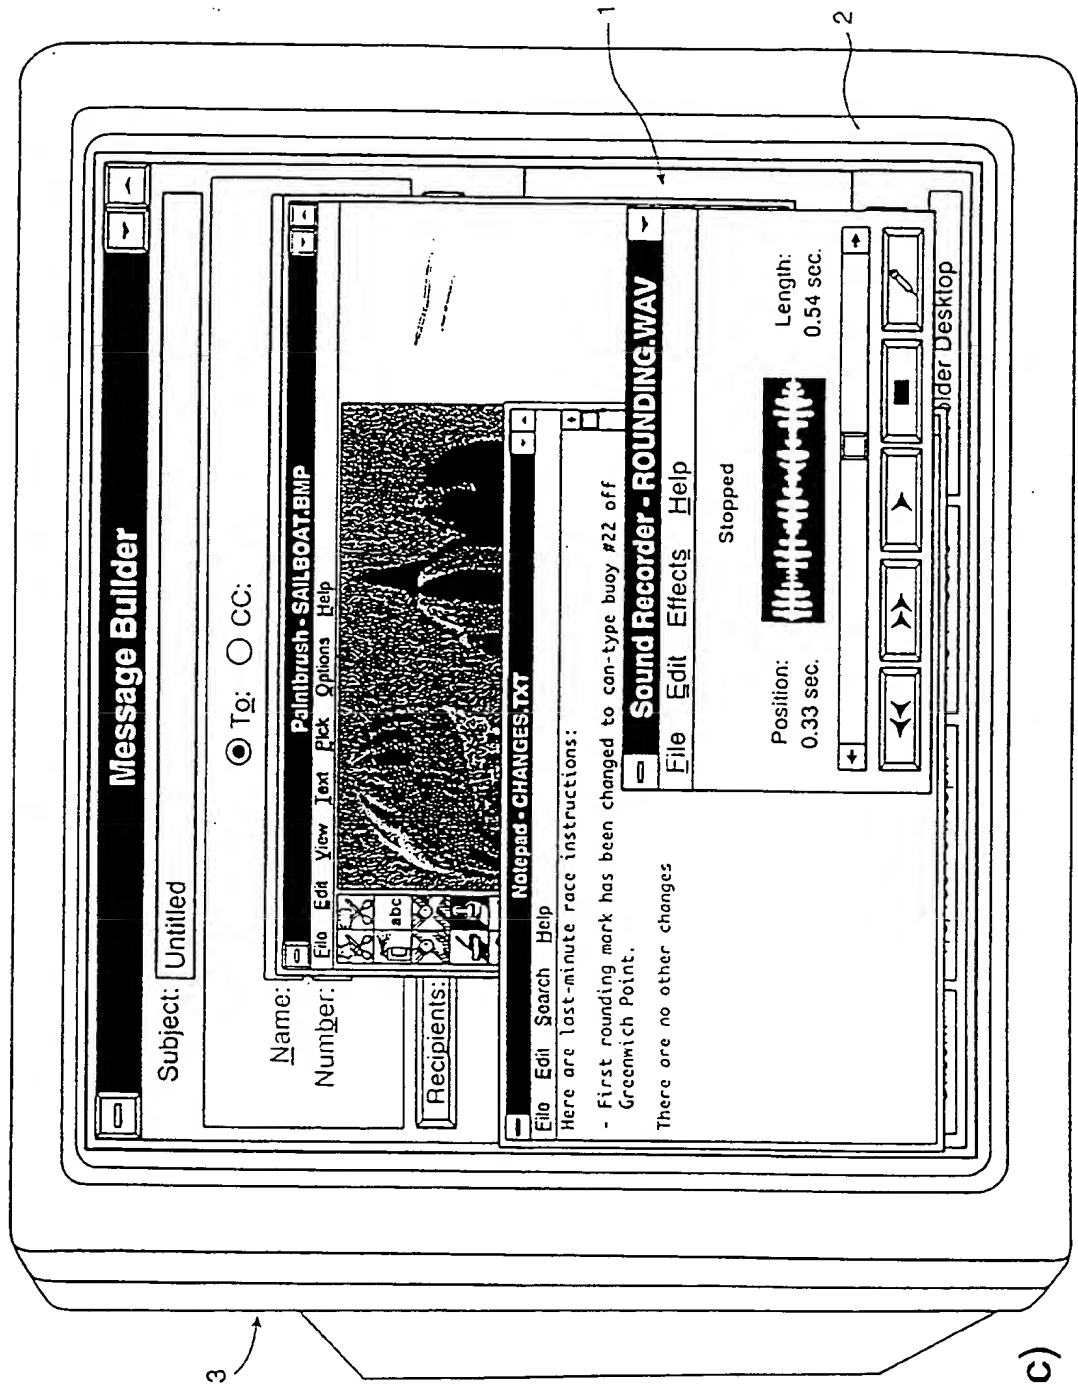 Message Builder
Subject: Untitled
To: CC:
Name:
Number:
Recipients:
Paintbrush - SAILBOAT.BMP
File Edit View Text Pick Options Help
abc
Notepad - CHANGES.TXT
File Edit Search Help
Here are last-minute race instructions:
- First rounding mark has been changed to can-type buoy #22 off
Greenwich Point.
There are no other changes
Sound Recorder - ROUNDING.WAV
File Edit Effects Help
Stopped
Position:
0.33 sec.
Length:
0.54 sec.
older Desktop
1
2
3
c)